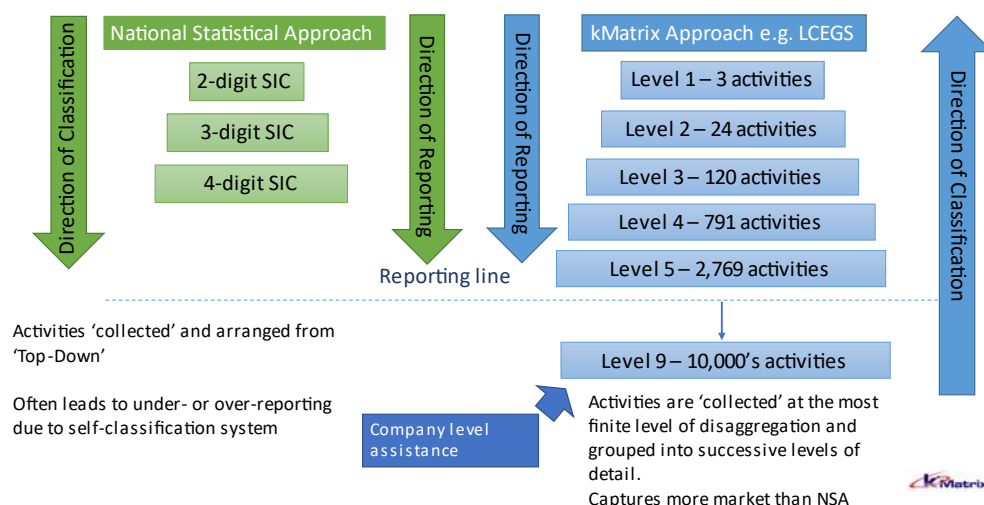 National Statistical Approach
kMatrix Approach e.g. LCEGS
Direction of Classification
2-digit SIC
3-digit SIC
4-digit SIC
Direction of Reporting
Direction of Reporting
Level 1 – 3 activities
Level 2 – 24 activities
Level 3 – 120 activities
Level 4 – 791 activities
Level 5 – 2,769 activities
Direction of Classification
Reporting line
Activities ‘collected’ and arranged from
‘Top-Down’
Often leads to under- or over-reporting
due to self-classification system
Level 9 – 10,000’s activities
Company level
assistance
Activities are ‘collected’ at the most
finite level of disaggregation and
grouped into successive levels of
detail.
Captures more market than NSA
kMatrix